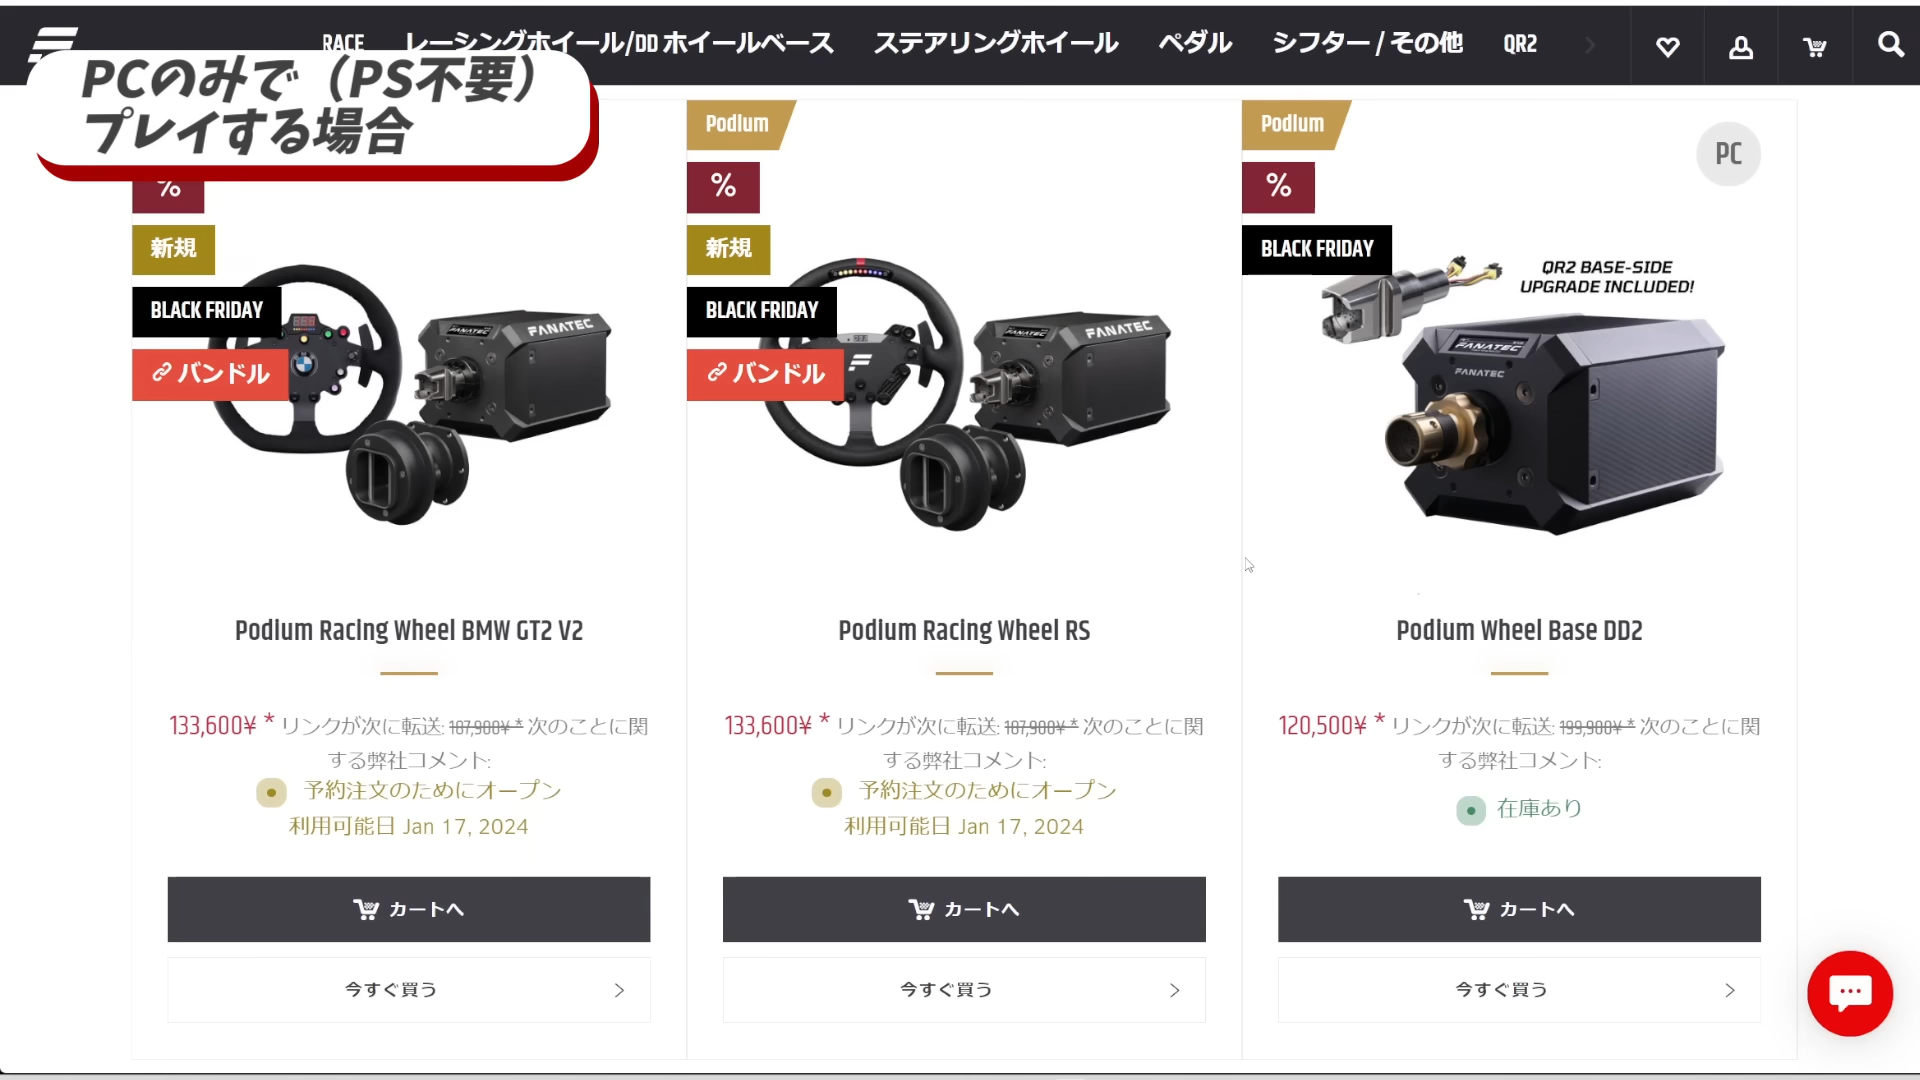 RACE レーシングホイール/DD ホイールベース ステアリングホイール ペダル シフター / その他 QR2
PCのみで（PS不要）
プレイする場合
%
新規
BLACK FRIDAY
バンドル
FANATEC
FANATEC
Podium Racing Wheel BMW GT2 V2
133,600¥ * リンクが次に転送: 187,900¥ * 次のことに関
する弊社コメント:
予約注文のためにオープン
利用可能日 Jan 17, 2024
カートへ
今すぐ買う
Podium
%
新規
BLACK FRIDAY
バンドル
FANATEC
FANATEC
Podium Racing Wheel RS
133,600¥ * リンクが次に転送: 187,900¥ * 次のことに関
する弊社コメント:
予約注文のためにオープン
利用可能日 Jan 17, 2024
カートへ
今すぐ買う
Podium
PC
%
BLACK FRIDAY
QR2 BASE-SIDE
UPGRADE INCLUDED!
FANATEC
FANATEC
Podium Wheel Base DD2
120,500¥ * リンクが次に転送: 199,900¥ * 次のことに関
する弊社コメント:
在庫あり
カートへ
今すぐ買う